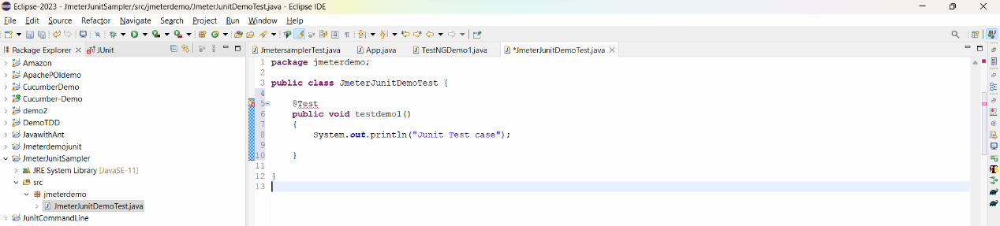 Eclipse-2023 - JmeterJunitSampler/src/jmeterdemo/JmeterJunitDemoTest.java - Eclipse IDE
File Edit Source Refactor Navigate Search Project Run Window Help
Package Explorer JUnit
Amazon
ApachePOIdemo
CucumberDemo
Cucumber-Demo
demo2
DemoTDD
JavawithAnt
Jmeterdemojunit
JmeterJunitSampler
JRE System Library [JavaSE-11]
src
jmeterdemo
JmeterJunitDemoTest.java
JunitCommandLine
JmetersamplerTest.java App.java TestNGDemo1.java *JmeterJunitDemoTest.java
1 package jmeterdemo;
2
3 public class JmeterJunitDemoTest {
4
5 @Test
6 public void testdemo1()
7 {
8 System.out.println("Junit Test case");
9
10 }
11
12 }
13